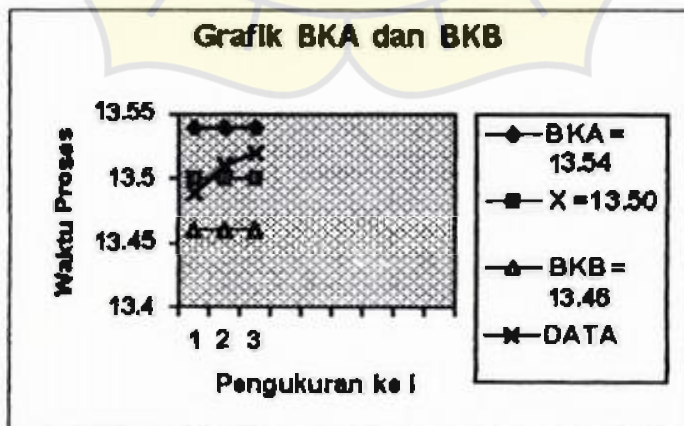 Grafik BKA dan BKB
Waktu Proses
13.55
13.5
13.45
13.4
1 2 3
Pengukuran ke i
BKA =
13.54
X =13.50
BKB =
13.46
DATA